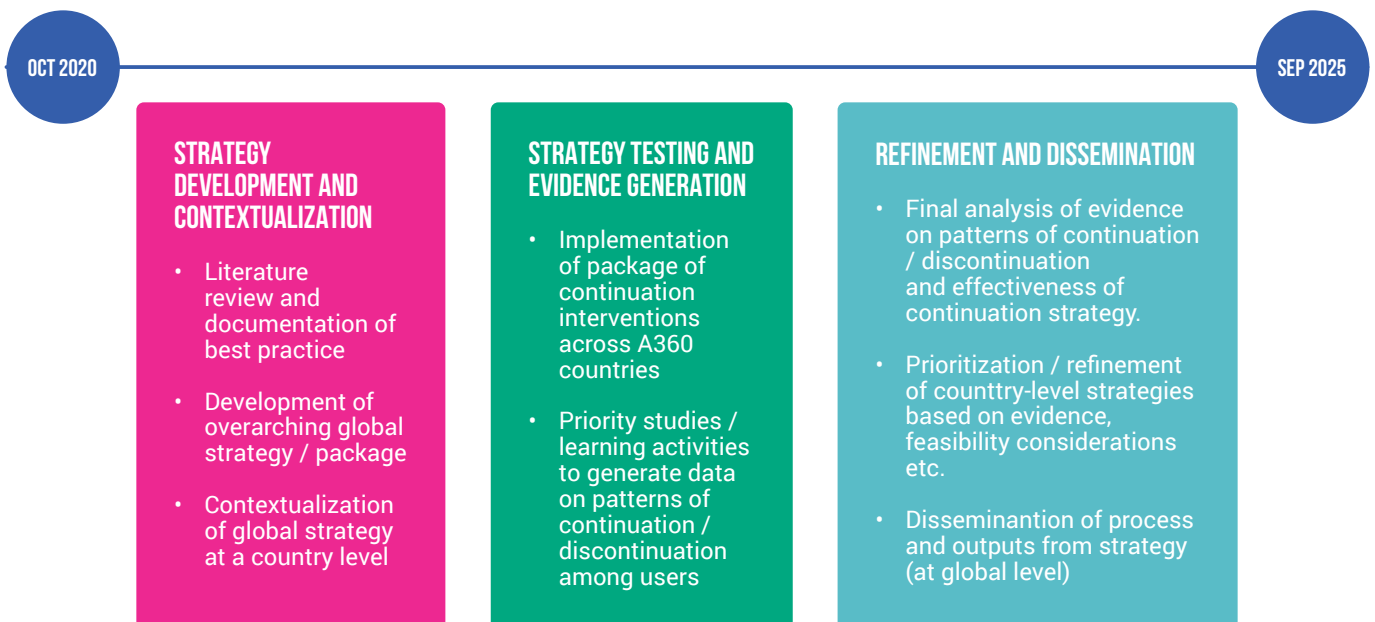 OCT 2020
SEP 2025
STRATEGY
DEVELOPMENT AND
CONTEXTUALIZATION
• Literature
review and
documentation of
best practice
• Development of
overarching global
strategy / package
• Contextualization
of global strategy
at a country level
STRATEGY TESTING AND
EVIDENCE GENERATION
• Implementation
of package of
continuation
interventions
across A360
countries
• Priority studies /
learning activities
to generate data
on patterns of
continuation /
discontinuation
among users
REFINEMENT AND DISSEMINATION
• Final analysis of evidence
on patterns of continuation
/ discontinuation
and effectiveness of
continuation strategy.
• Prioritization / refinement
of counttry-level strategies
based on evidence,
feasibility considerations
etc.
• Disseminantion of process
and outputs from strategy
(at global level)